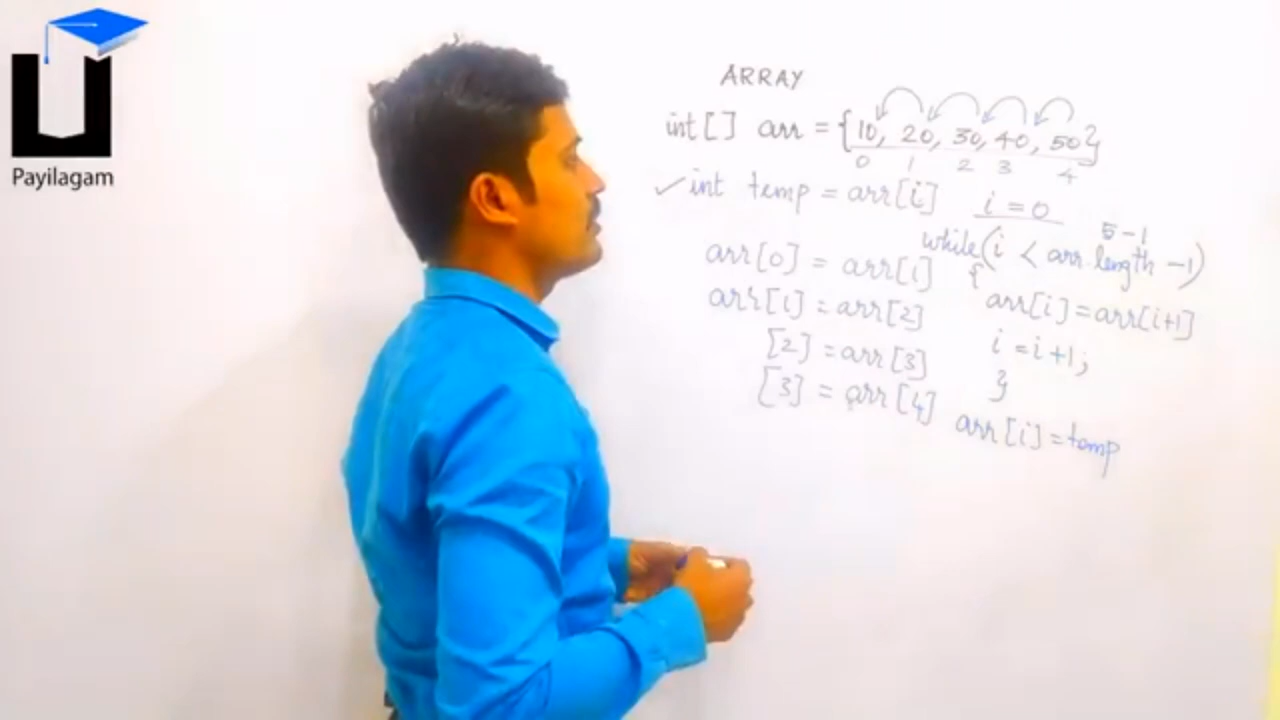 Payilagam
ARRAY
int[] arr = {10, 20, 30, 40, 50}
0 1 2 3 4
int temp = arr[i]
i = 0
5-1
while(i < arr.length -1)
{
arr[0] = arr[1]
arr[i]=arr[i+1]
arr[1] = arr[2]
i = i+1;
[2] = arr[3]
}
[3] = arr[4]
arr[i] = temp